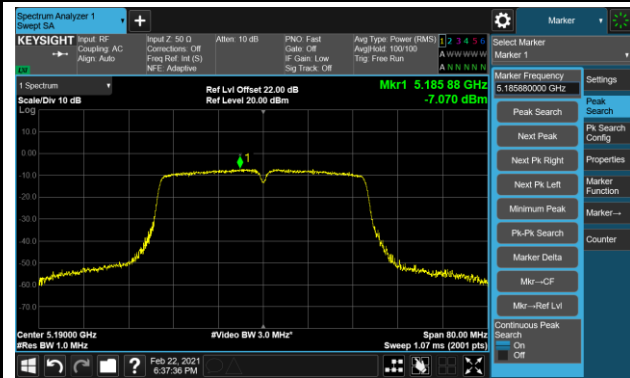 Spectrum Analyzer 1
Swept SA
Marker
KEYSIGHT
Input: RF
Coupling: AC
Align: Auto
Input Z: 50 Ω
Corrections: Off
Freq Ref: Int (S)
NFE: Adaptive
Atten: 10 dB
PNO: Fast
Gate: Off
IF Gain: Low
Sig Track: Off
Avg Type: Power (RMS)
Avg|Hold: 100/100
Trig: Free Run
1 2 3 4 5 6
A W W W W W
A N N N N N
Select Marker
Marker 1
1 Spectrum
Scale/Div 10 dB
Log
Ref Lvl Offset 22.00 dB
Ref Level 20.00 dBm
Mkr1 5.185 88 GHz
-7.070 dBm
10.0
0.00
-10.0
-20.0
-30.0
-40.0
-50.0
-60.0
-70.0
1
Center 5.19000 GHz
#Res BW 1.0 MHz
#Video BW 3.0 MHz*
Span 80.00 MHz
Sweep 1.07 ms (2001 pts)
Marker Frequency
5.185880000 GHz
Peak Search
Next Peak
Next Pk Right
Next Pk Left
Minimum Peak
Pk-Pk Search
Marker Delta
Mkr→CF
Mkr→Ref Lvl
Continuous Peak
Search
On
Off
Settings
Peak
Search
Pk Search
Config
Properties
Marker
Function
Marker→
Counter
Feb 22, 2021
6:37:36 PM